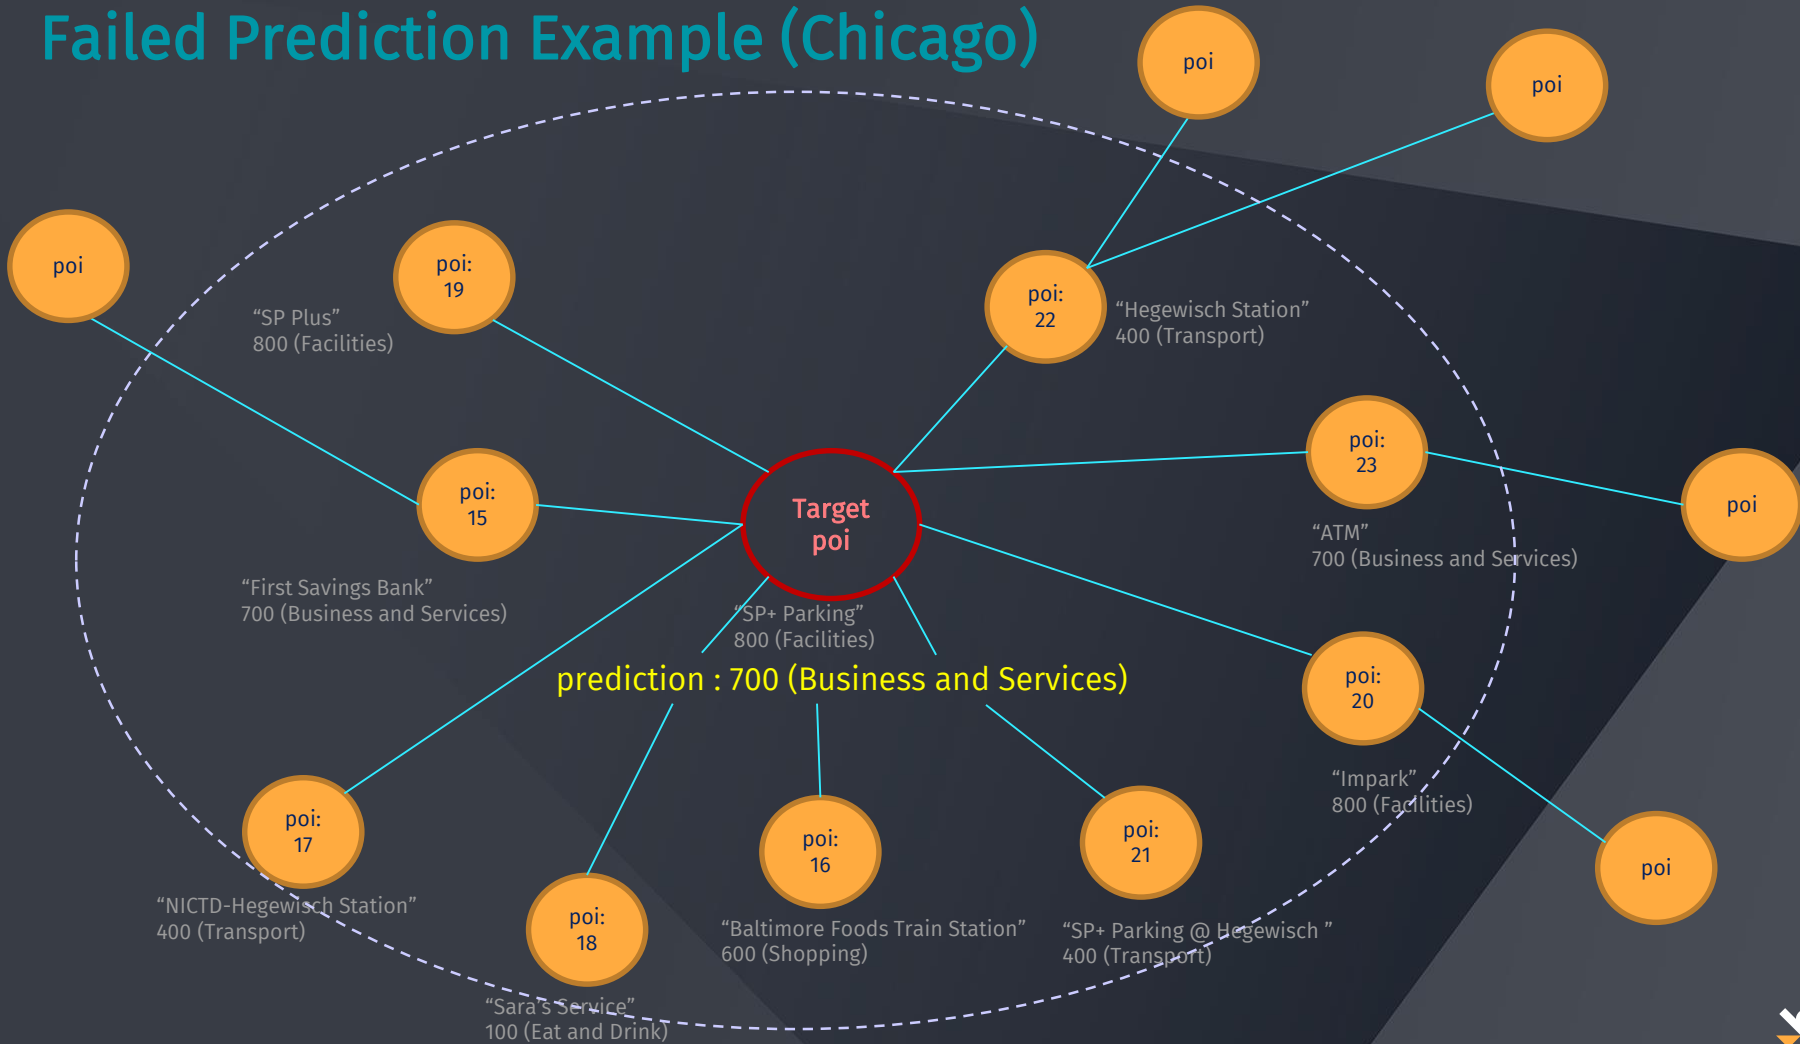 Failed Prediction Example (Chicago)
poi
poi
poi
poi:
19
“SP Plus”
800 (Facilities)
poi:
22
“Hegewisch Station”
400 (Transport)
poi:
23
“ATM”
700 (Business and Services)
poi
poi:
15
“First Savings Bank”
700 (Business and Services)
Target
poi
“SP+ Parking”
800 (Facilities)
prediction : 700 (Business and Services)
poi:
20
“Impark”
800 (Facilities)
poi
poi:
17
“NICTD-Hegewisch Station”
400 (Transport)
poi:
18
“Sara’s Service”
100 (Eat and Drink)
poi:
16
“Baltimore Foods Train Station”
600 (Shopping)
poi:
21
“SP+ Parking @ Hegewisch ”
400 (Transport)